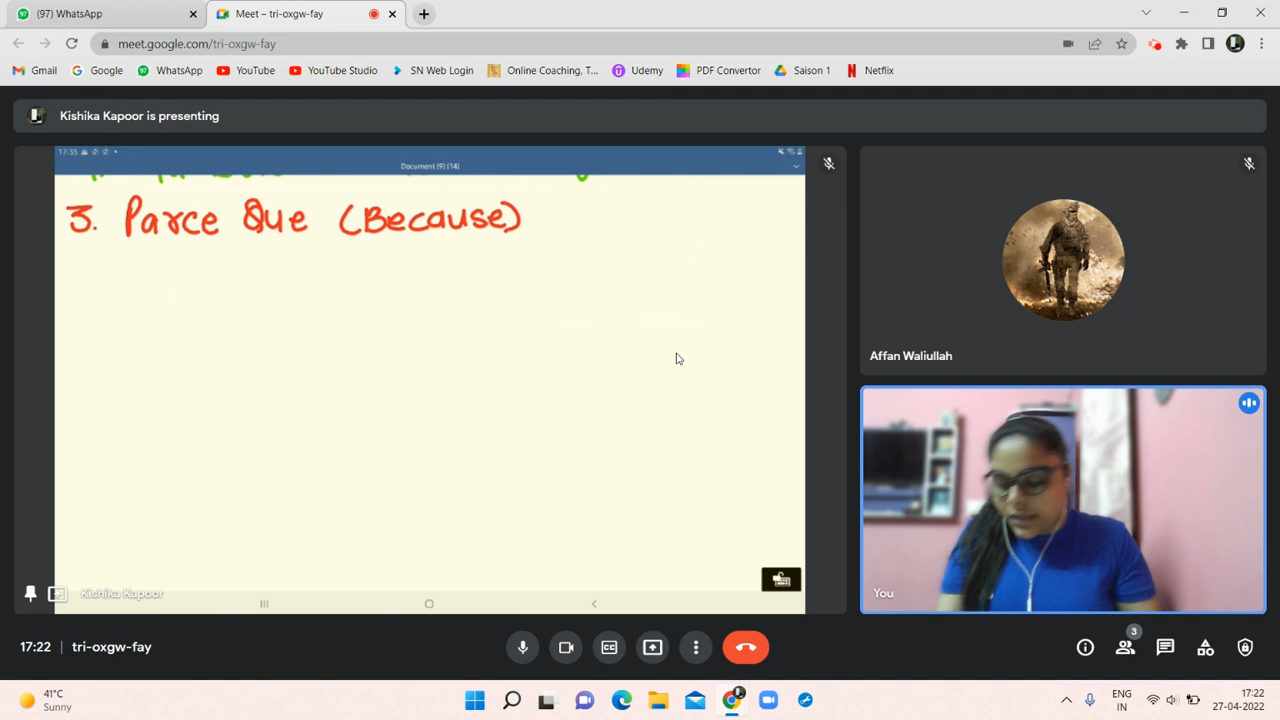 (97) WhatsApp
Meet – tri-oxgw-fay
meet.google.com/tri-oxgw-fay
Gmail
Google
WhatsApp
YouTube
YouTube Studio
SN Web Login
Online Coaching, T...
Udemy
PDF Convertor
Saison 1
Netflix
Kishika Kapoor is presenting
17:35
Document (9) (14)
3. Parce Que (Because)
Kishika Kapoor
Affan Waliullah
You
17:22 tri-oxgw-fay
3
41°C
Sunny
ENG
IN
17:22
27-04-2022